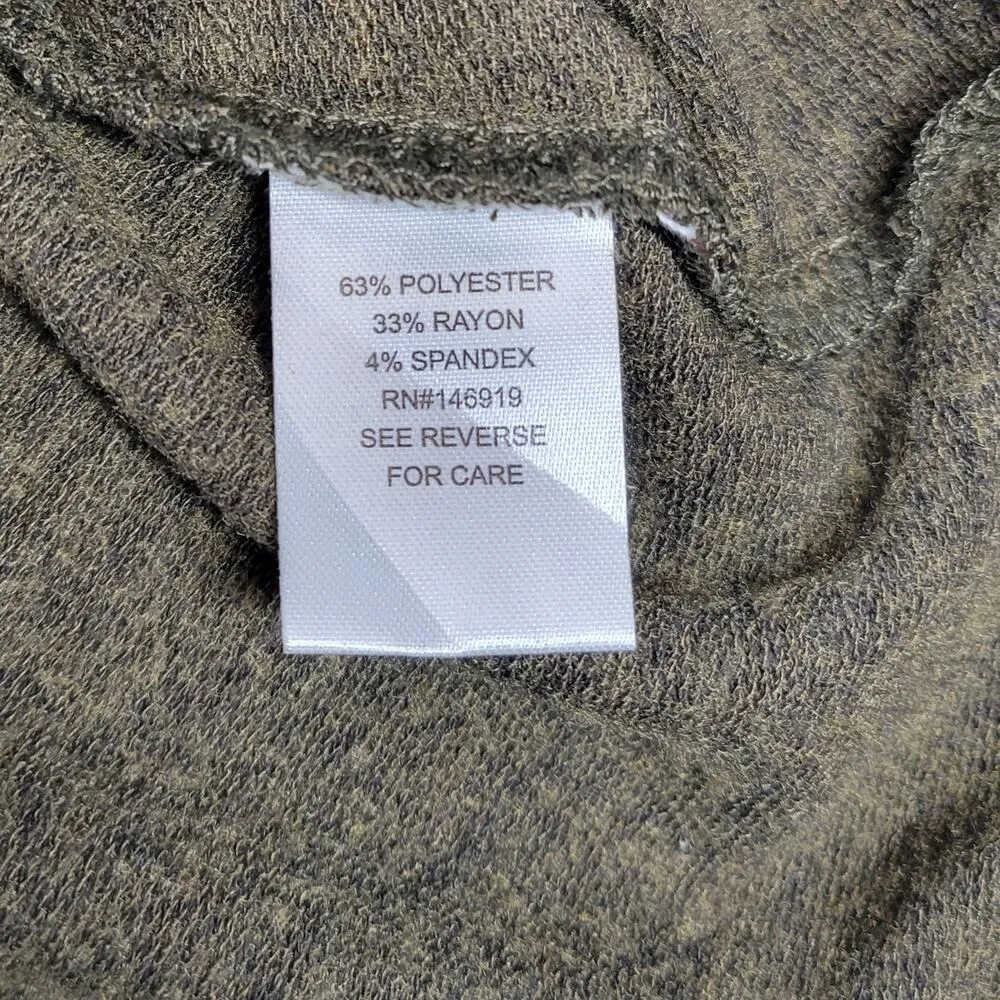 63% POLYESTER
33% RAYON
4% SPANDEX
RN#146919
SEE REVERSE
FOR CARE